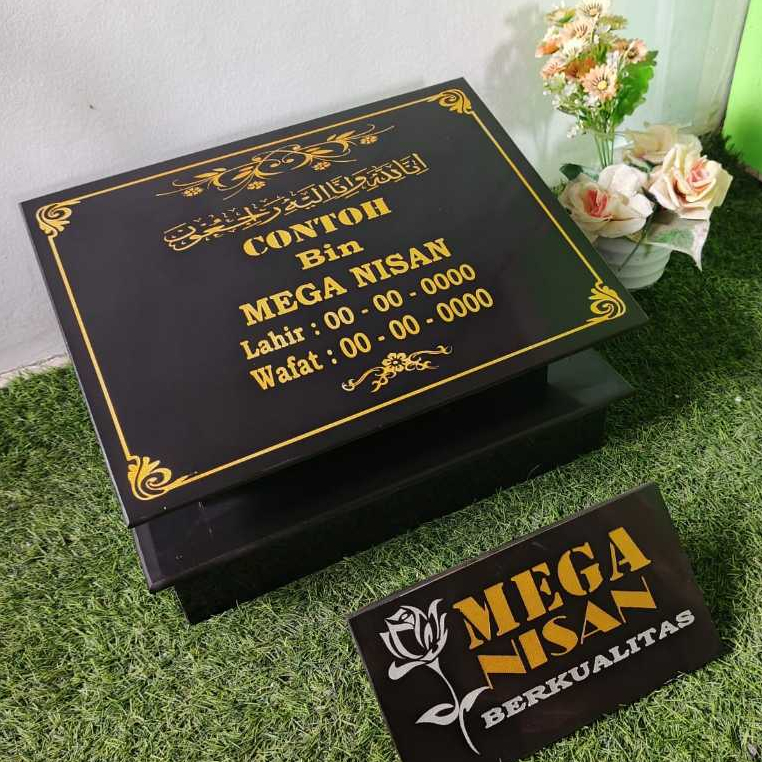 إنا لله وإنا إليه راجعون
CONTOH
Bin
MEGA NISAN
Lahir : 00 - 00 - 0000
Wafat : 00 - 00 - 0000
MEGA
NISAN
BERKUALITAS